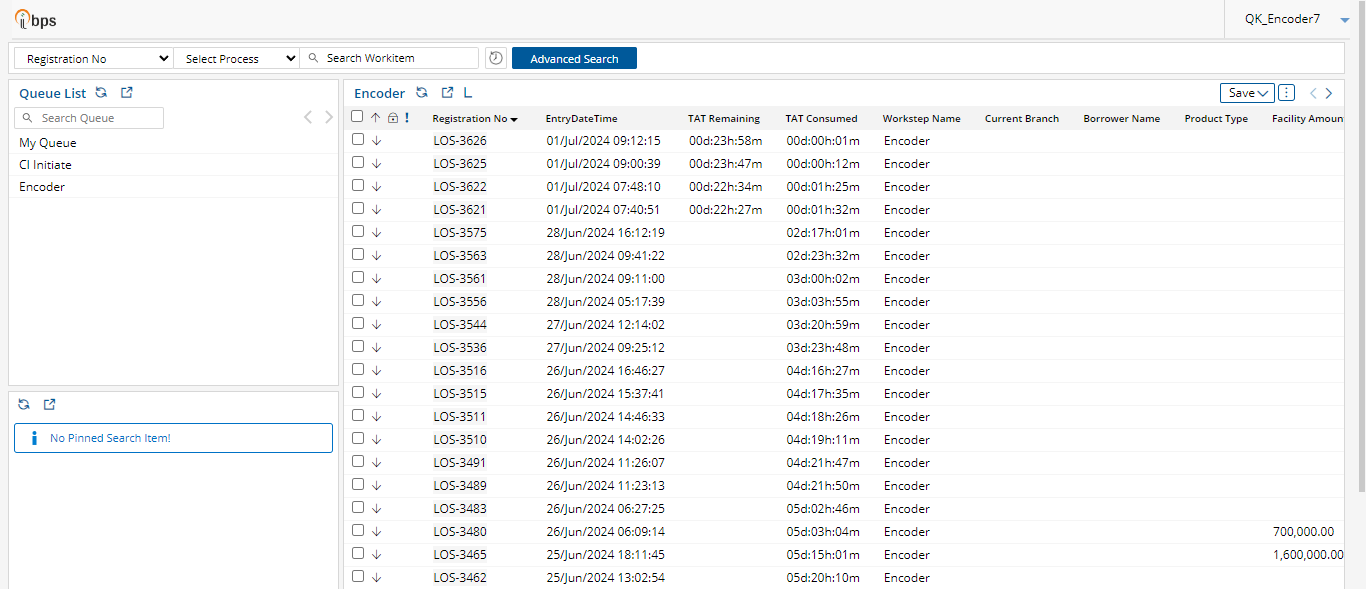 ibps
QK_Encoder7
Registration No Select Process Search Workitem Advanced Search
Queue List
Search Queue
My Queue
CI Initiate
Encoder
No Pinned Search Item!
Encoder L Save
! Registration No EntryDateTime TAT Remaining TAT Consumed Workstep Name Current Branch Borrower Name Product Type Facility Amoun
LOS-3626 01/Jul/2024 09:12:15 00d:23h:58m 00d:00h:01m Encoder
LOS-3625 01/Jul/2024 09:00:39 00d:23h:47m 00d:00h:12m Encoder
LOS-3622 01/Jul/2024 07:48:10 00d:22h:34m 00d:01h:25m Encoder
LOS-3621 01/Jul/2024 07:40:51 00d:22h:27m 00d:01h:32m Encoder
LOS-3575 28/Jun/2024 16:12:19 02d:17h:01m Encoder
LOS-3563 28/Jun/2024 09:41:22 02d:23h:32m Encoder
LOS-3561 28/Jun/2024 09:11:00 03d:00h:02m Encoder
LOS-3556 28/Jun/2024 05:17:39 03d:03h:55m Encoder
LOS-3544 27/Jun/2024 12:14:02 03d:20h:59m Encoder
LOS-3536 27/Jun/2024 09:25:12 03d:23h:48m Encoder
LOS-3516 26/Jun/2024 16:46:27 04d:16h:27m Encoder
LOS-3515 26/Jun/2024 15:37:41 04d:17h:35m Encoder
LOS-3511 26/Jun/2024 14:46:33 04d:18h:26m Encoder
LOS-3510 26/Jun/2024 14:02:26 04d:19h:11m Encoder
LOS-3491 26/Jun/2024 11:26:07 04d:21h:47m Encoder
LOS-3489 26/Jun/2024 11:23:13 04d:21h:50m Encoder
LOS-3483 26/Jun/2024 06:27:25 05d:02h:46m Encoder
LOS-3480 26/Jun/2024 06:09:14 05d:03h:04m Encoder 700,000.00
LOS-3465 25/Jun/2024 18:11:45 05d:15h:01m Encoder 1,600,000.00
LOS-3462 25/Jun/2024 13:02:54 05d:20h:10m Encoder